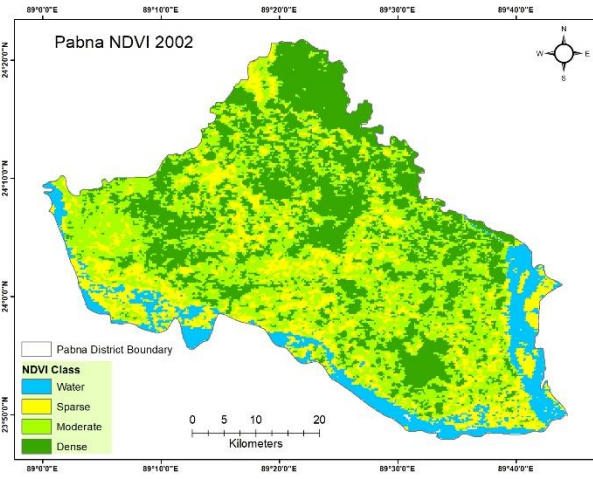 89°0'0"E 89°10'0"E 89°20'0"E 89°30'0"E 89°40'0"E
Pabna NDVI 2002
N
W E
S
24°20'0"N
24°10'0"N
24°0'0"N
23°50'0"N
Pabna District Boundary
NDVI Class
Water
Sparse
Moderate
Dense
0 5 10 20
Kilometers
89°0'0"E 89°10'0"E 89°20'0"E 89°30'0"E 89°40'0"E